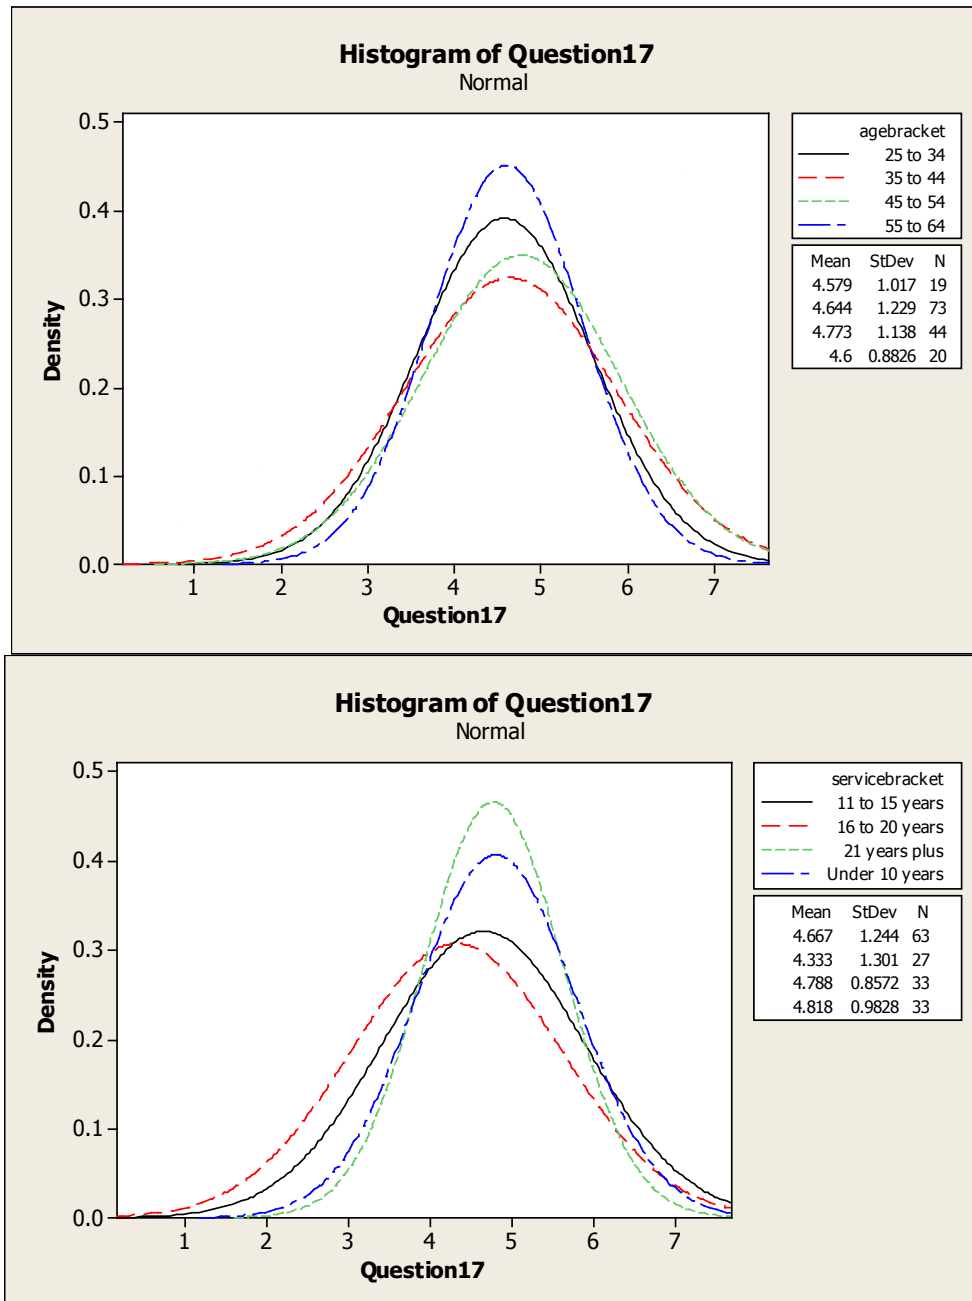 Histogram of Question17
Normal
0.5
0.4
0.3
0.2
0.1
0.0
Density
1 2 3 4 5 6 7
Question17
agebracket
25 to 34
35 to 44
45 to 54
55 to 64
Mean StDev N
4.579 1.017 19
4.644 1.229 73
4.773 1.138 44
4.6 0.8826 20
Histogram of Question17
Normal
0.5
0.4
0.3
0.2
0.1
0.0
Density
1 2 3 4 5 6 7
Question17
servicebracket
11 to 15 years
16 to 20 years
21 years plus
Under 10 years
Mean StDev N
4.667 1.244 63
4.333 1.301 27
4.788 0.8572 33
4.818 0.9828 33